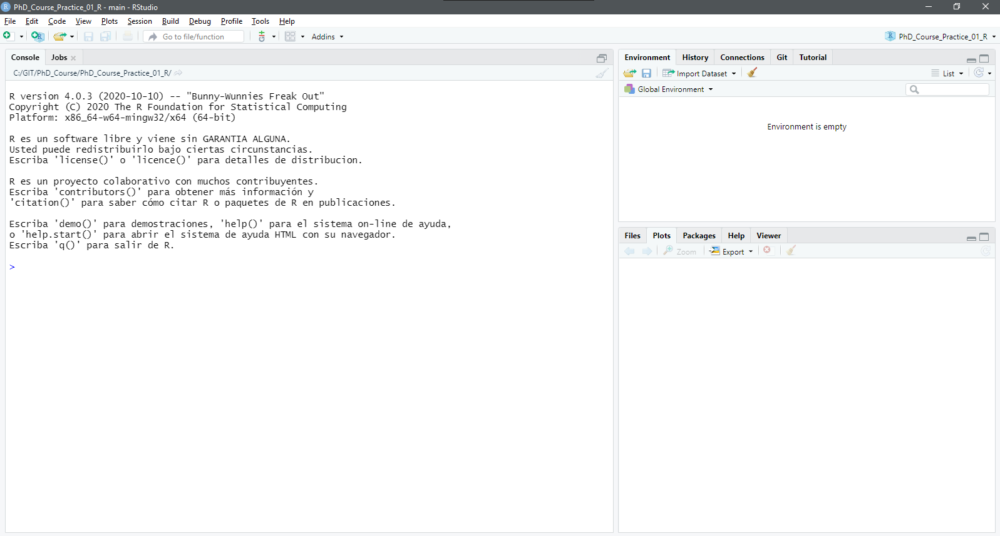 PhD_Course_Practice_01_R - main - RStudio
File Edit Code View Plots Session Build Debug Profile Tools Help
Go to file/function Addins PhD_Course_Practice_01_R
Console Jobs
C:/GIT/PhD_Course/PhD_Course_Practice_01_R/
R version 4.0.3 (2020-10-10) -- "Bunny-Wunnies Freak Out"
Copyright (C) 2020 The R Foundation for Statistical Computing
Platform: x86_64-w64-mingw32/x64 (64-bit)
R es un software libre y viene sin GARANTIA ALGUNA.
Usted puede redistribuirlo bajo ciertas circunstancias.
Escriba 'license()' o 'licence()' para detalles de distribucion.
R es un proyecto colaborativo con muchos contribuyentes.
Escriba 'contributors()' para obtener más información y
'citation()' para saber cómo citar R o paquetes de R en publicaciones.
Escriba 'demo()' para demostraciones, 'help()' para el sistema on-line de ayuda,
o 'help.start()' para abrir el sistema de ayuda HTML con su navegador.
Escriba 'q()' para salir de R.
>
Environment History Connections Git Tutorial
Import Dataset List
Global Environment
Environment is empty
Files Plots Packages Help Viewer
Zoom Export